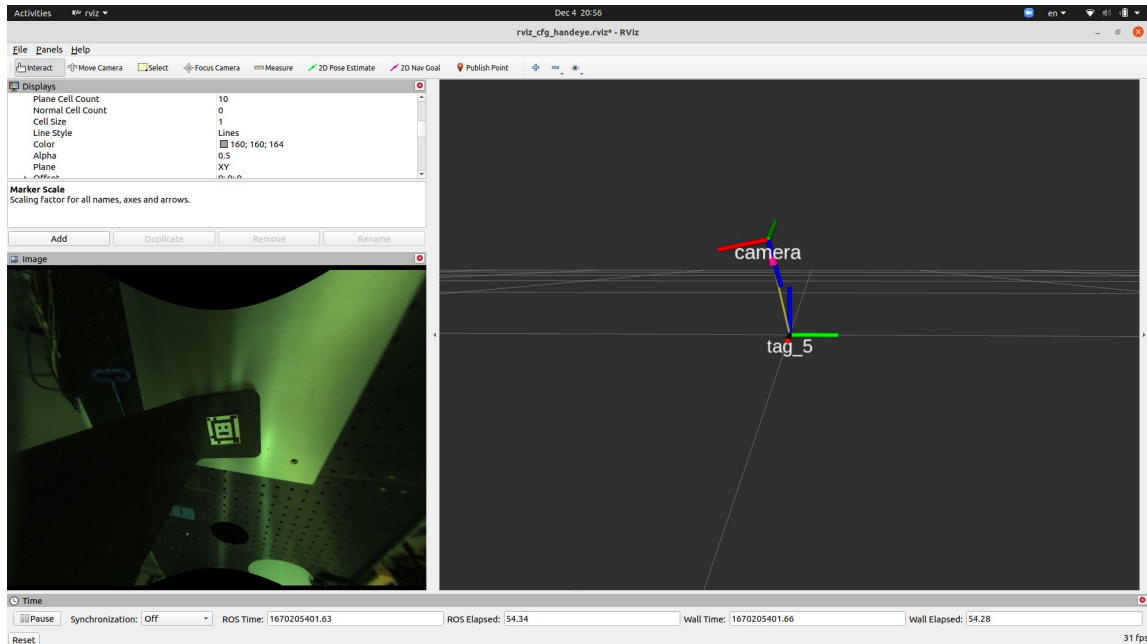 Activities rviz Dec 4 20:56 en
rviz_cfg_handeye.rviz* - RViz
File Panels Help
Interact Move Camera Select Focus Camera Measure 2D Pose Estimate 2D Nav Goal Publish Point
Displays
Plane Cell Count 10
Normal Cell Count 0
Cell Size 1
Line Style Lines
Color 160; 160; 164
Alpha 0.5
Plane XY
Offset 0; 0; 0
Marker Scale
Scaling factor for all names, axes and arrows.
Add Duplicate Remove Rename
Image
camera
tag_5
Time
Pause Synchronization: Off ROS Time: 1670205401.63 ROS Elapsed: 54.34 Wall Time: 1670205401.66 Wall Elapsed: 54.28
Reset 31 fps